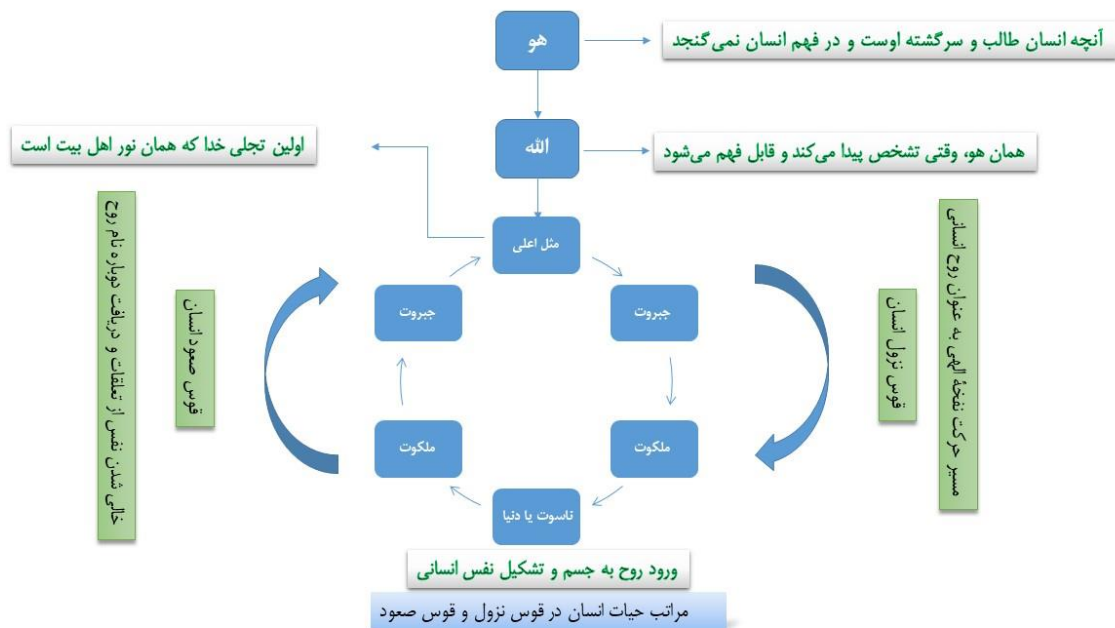 هو
آنچه انسان طالب و سرگشته اوست و در فهم انسان نمی‌گنجد
الله
همان هو، وقتی تشخص پیدا می‌کند و قابل فهم می‌شود
اولین تجلی خدا که همان نور اهل بیت است
مثل اعلی
جبروت
جبروت
ملکوت
ملکوت
ناسوت یا دنیا
مسیر حرکت نفخهٔ الهی به عنوان روح انسانی
قوس نزول انسان
قوس صعود انسان
خالی شدن نفس از تعلقات و دریافت دوباره نام روح
ورود روح به جسم و تشکیل نفس انسانی
مراتب حیات انسان در قوس نزول و قوس صعود